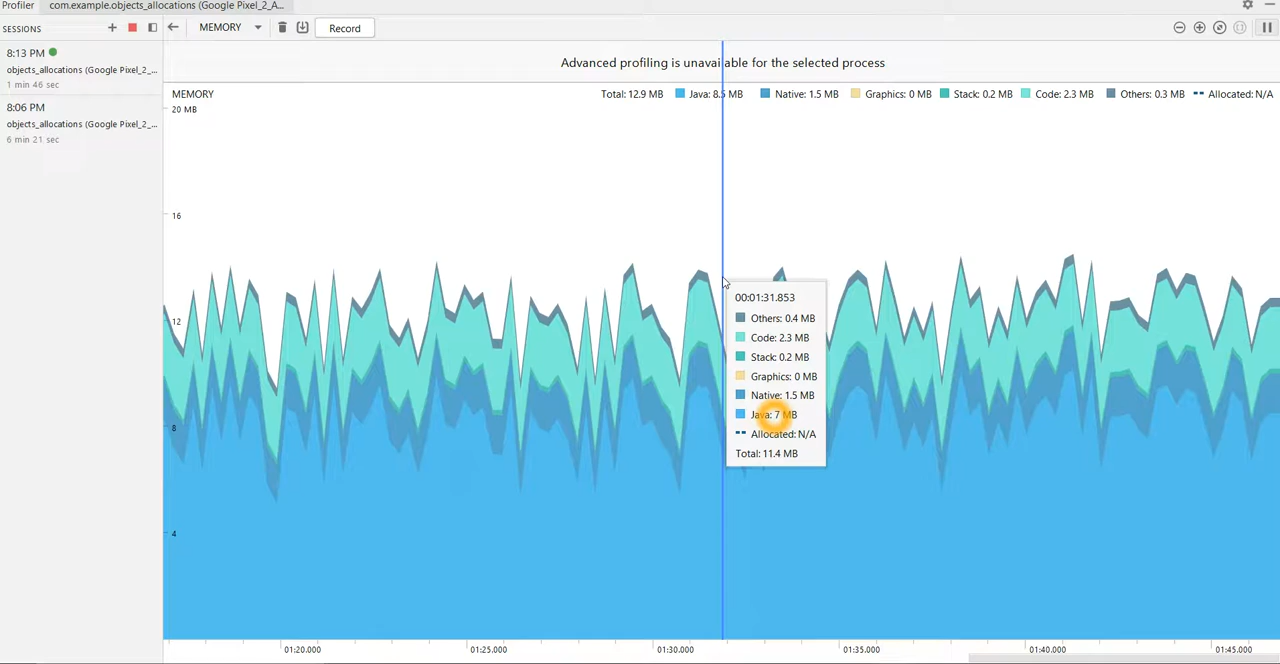 Profiler com.example.objects_allocations (Google Pixel_2_A...
SESSIONS MEMORY Record
8:13 PM
objects_allocations (Google Pixel_2_...
1 min 46 sec
8:06 PM
objects_allocations (Google Pixel_2_...
6 min 21 sec
Advanced profiling is unavailable for the selected process
MEMORY Total: 12.9 MB Java: 8.5 MB Native: 1.5 MB Graphics: 0 MB Stack: 0.2 MB Code: 2.3 MB Others: 0.3 MB Allocated: N/A
20 MB
16
12
8
4
00:01:31.853
Others: 0.4 MB
Code: 2.3 MB
Stack: 0.2 MB
Graphics: 0 MB
Native: 1.5 MB
Java: 7 MB
Allocated: N/A
Total: 11.4 MB
01:20.000 01:25.000 01:30.000 01:35.000 01:40.000 01:45.000